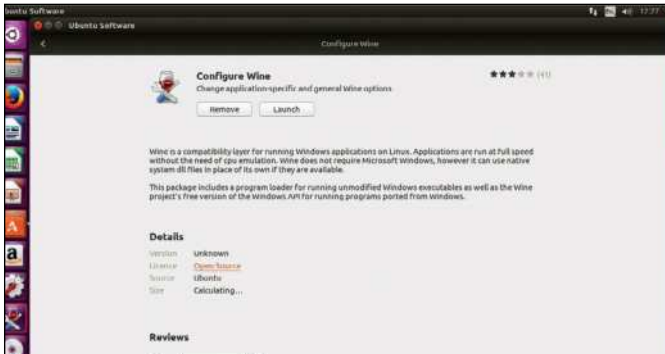 Ubuntu Software
Ubuntu Software
Configure Wine
Configure Wine
(41)
Change application-specific and general Wine options
Remove
Launch
Wine is a compatibility layer for running Windows applications on Linux. Applications are run at full speed
without the need of cpu emulation. Wine does not require Microsoft Windows, however it can use native
system dll files in place of its own if they are available.
This package includes a program loader for running unmodified Windows executables as well as the Wine
project's free version of the Windows API for running programs ported from Windows.
Details
Version Unknown
Licence Open Source
Source Ubuntu
Size Calculating...
Reviews